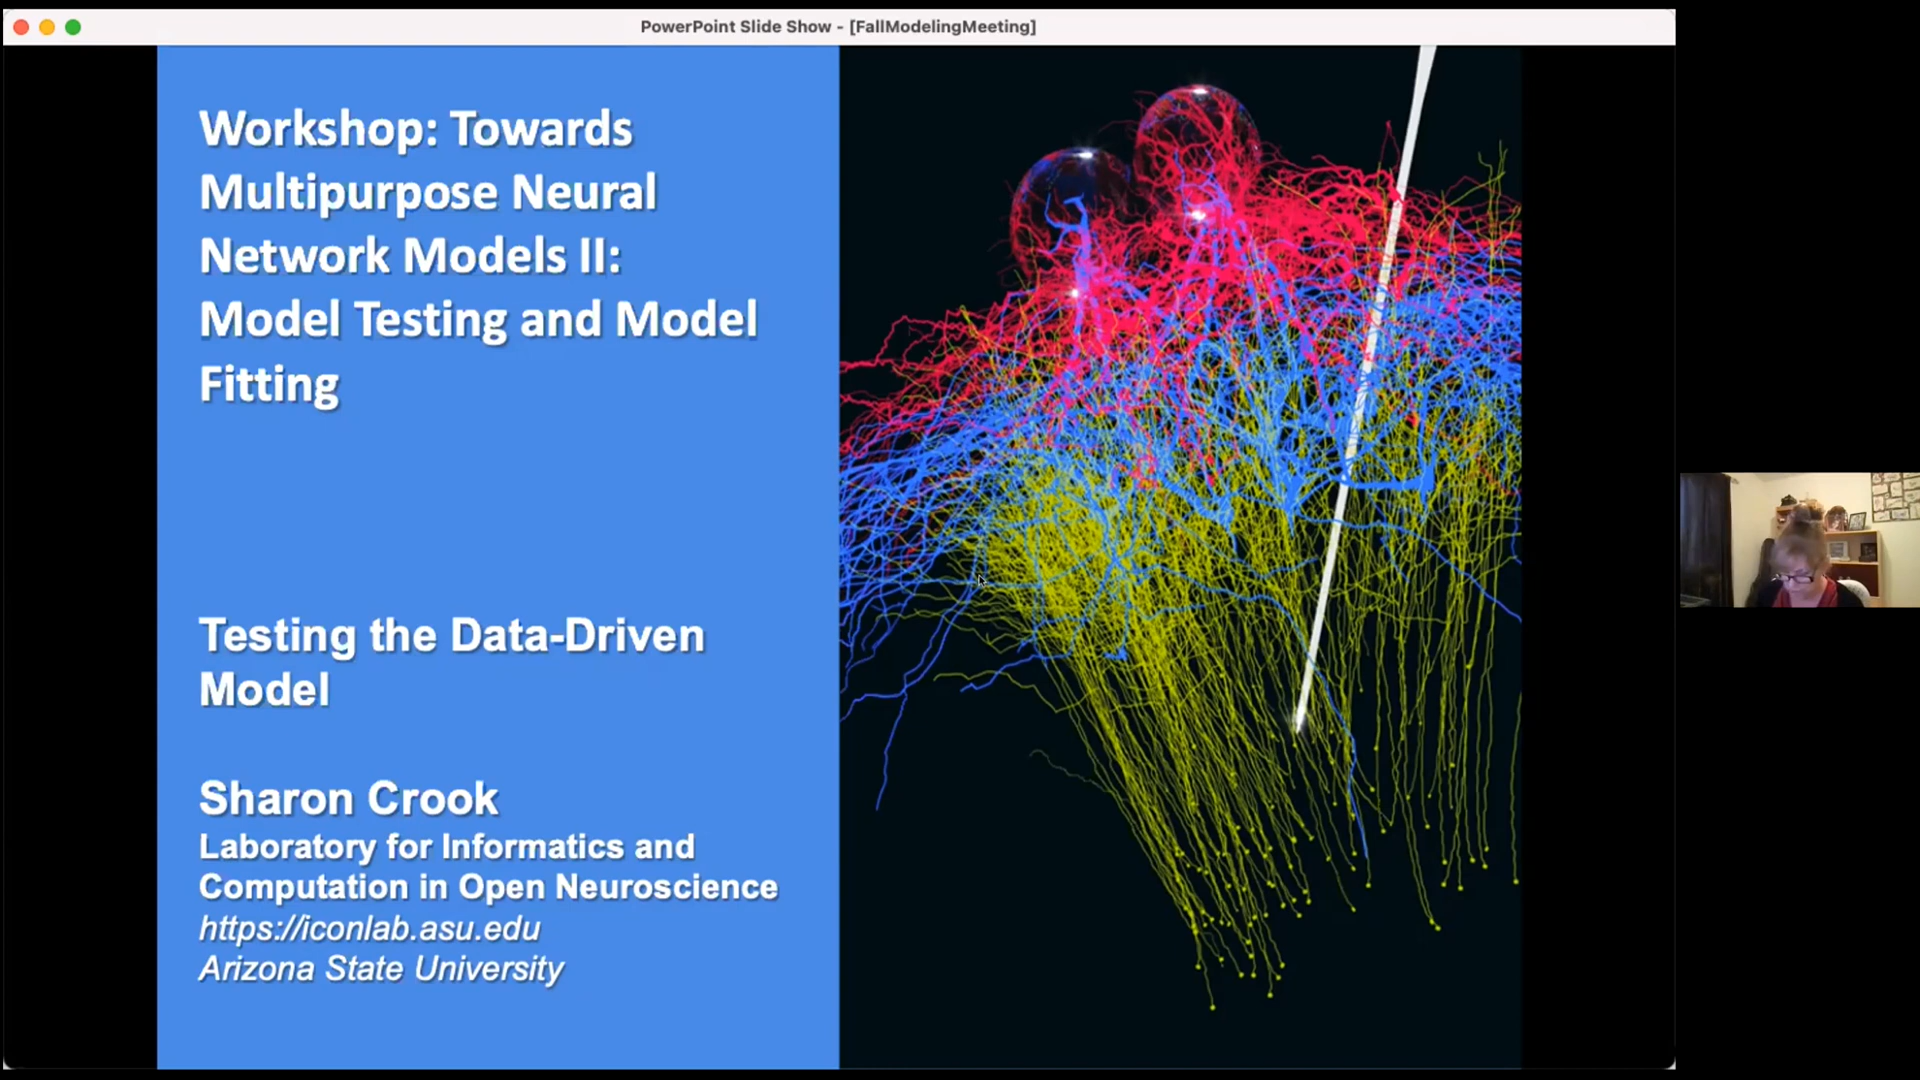 PowerPoint Slide Show - [FallModelingMeeting]
Workshop: Towards
Multipurpose Neural
Network Models II:
Model Testing and Model
Fitting
Testing the Data-Driven
Model
Sharon Crook
Laboratory for Informatics and
Computation in Open Neuroscience
https://iconlab.asu.edu
Arizona State University